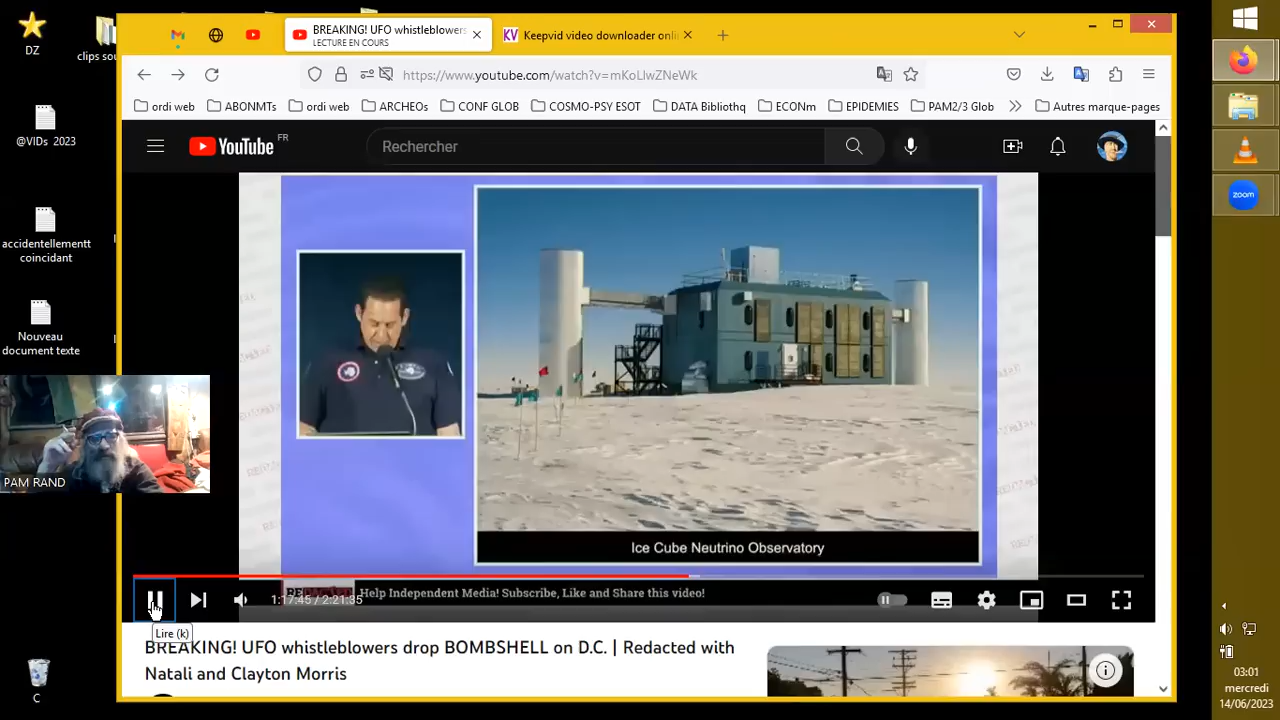 DZ
clips sou
@VIDs 2023
accidentellementt
coincidant
Nouveau
document texte
C
BREAKING! UFO whistleblowers
LECTURE EN COURS
KV Keepvid video downloader onli
https://www.youtube.com/watch?v=mKoLlwZNeWk
ordi web
ABONMTs
ordi web
ARCHEOs
CONF GLOB
COSMO-PSY ESOT
DATA Bibliothq
ECONm
EPIDEMIES
PAM2/3 Glob
Autres marque-pages
YouTube FR
Rechercher
PAM RAND
Ice Cube Neutrino Observatory
Help Independent Media! Subscribe, Like and Share this video!
1:17:45 / 2:21:35
Lire (k)
BREAKING! UFO whistleblowers drop BOMBSHELL on D.C. | Redacted with
Natali and Clayton Morris
zoom
03:01
mercredi
14/06/2023